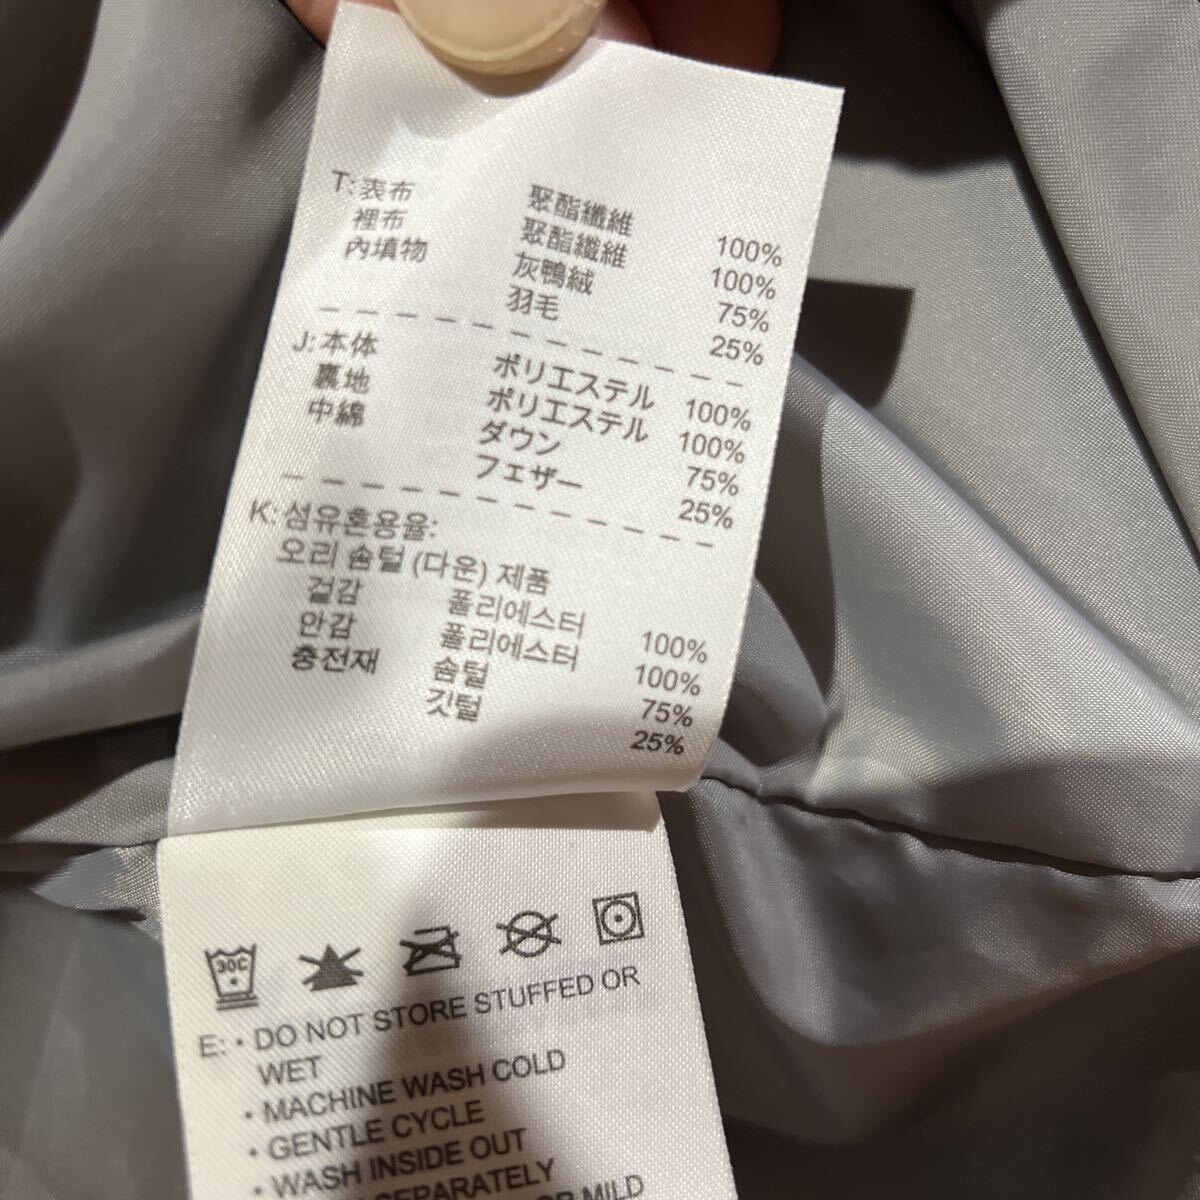 T: 表布 聚酯纖維 100%
裡布 聚酯纖維 100%
內填物 灰鴨絨 75%
羽毛 25%
J: 本体 ポリエステル 100%
裏地 ポリエステル 100%
中綿 ダウン 75%
フェザー 25%
K: 섬유혼용율:
오리 솜털 (다운) 제품
겉감 폴리에스터 100%
안감 폴리에스터 100%
충전재 솜털 75%
깃털 25%
30C
E: • DO NOT STORE STUFFED OR
WET
• MACHINE WASH COLD
• GENTLE CYCLE
• WASH INSIDE OUT
SEPARATELY
OR MILD